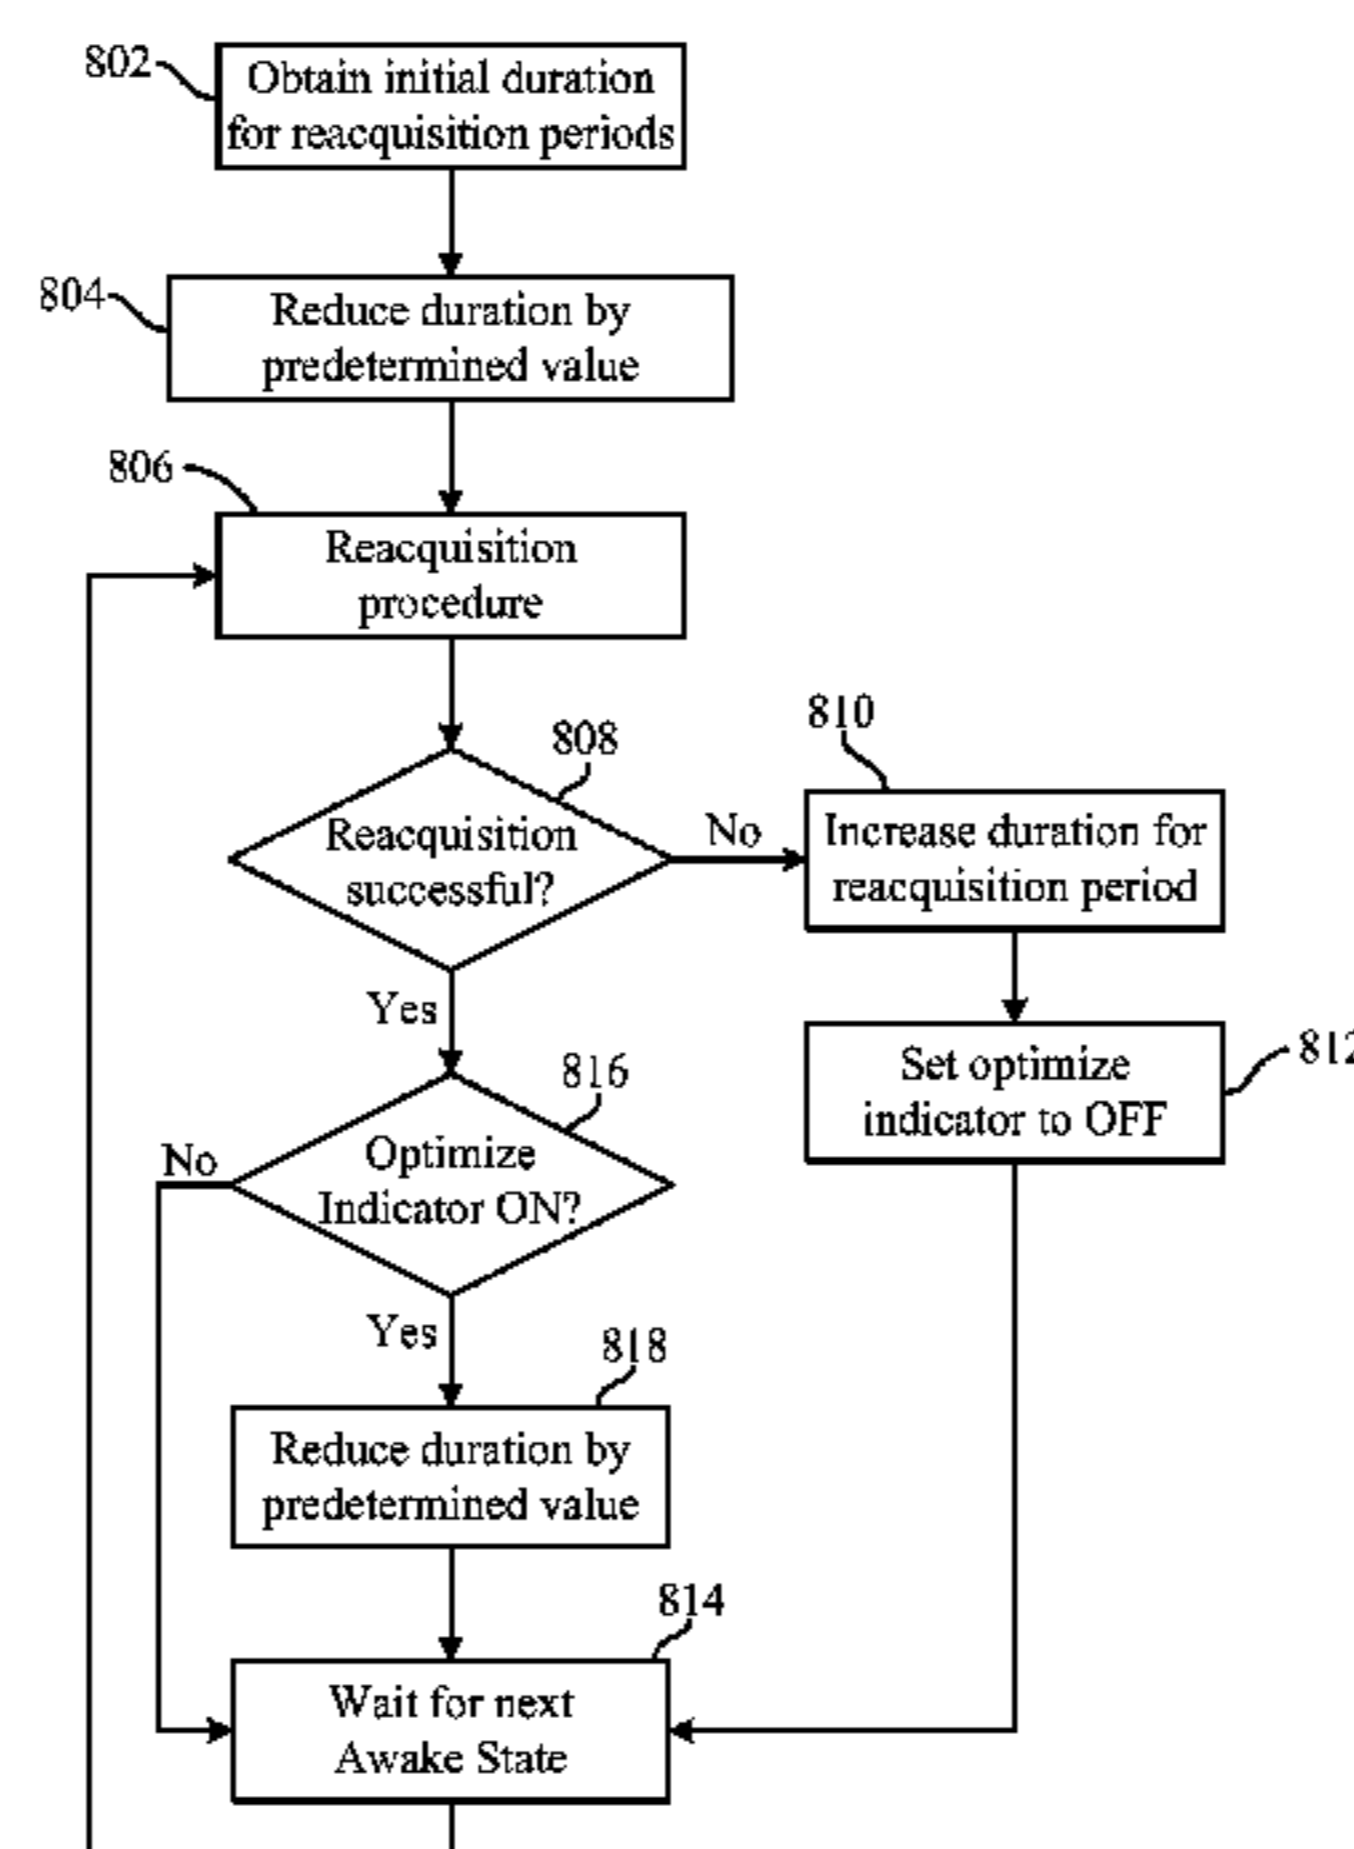 802
Obtain initial duration
for reacquisition periods
804
Reduce duration by
predetermined value
806
Reacquisition
procedure
808
Reacquisition
successful?
No
810
Increase duration for
reacquisition period
Yes
812
Set optimize
indicator to OFF
816
Optimize
Indicator ON?
No
Yes
818
Reduce duration by
predetermined value
814
Wait for next
Awake State